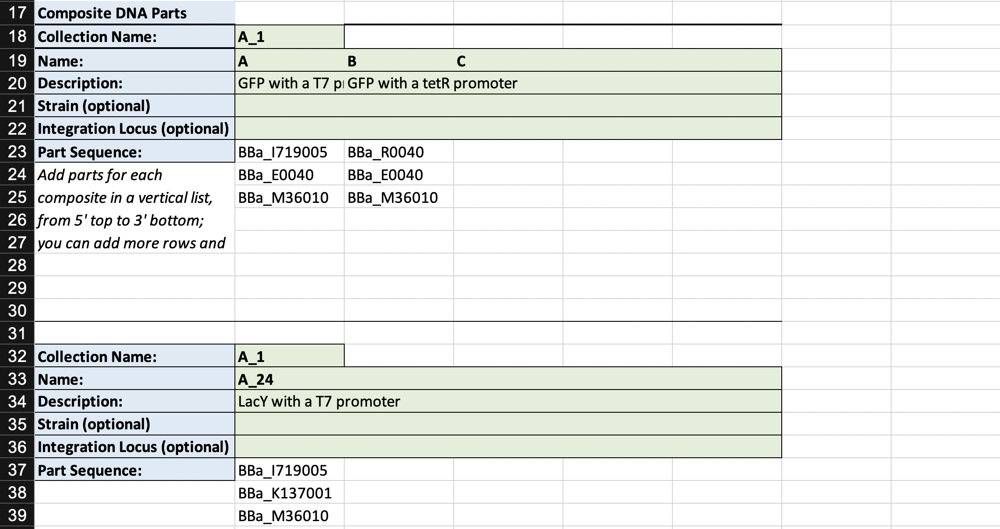 17 Composite DNA Parts
18 Collection Name: A_1
19 Name: A B C
20 Description: GFP with a T7 GFP with a tetR promoter
21 Strain (optional)
22 Integration Locus (optional)
23 Part Sequence: BBa_I719005 BBa_R0040
24 Add parts for each BBa_E0040 BBa_E0040
25 composite in a vertical list, BBa_M36010 BBa_M36010
26 from 5' top to 3' bottom;
27 you can add more rows and
28
29
30
31
32 Collection Name: A_1
33 Name: A_24
34 Description: LacY with a T7 promoter
35 Strain (optional)
36 Integration Locus (optional)
37 Part Sequence: BBa_I719005
38 BBa_K137001
39 BBa_M36010